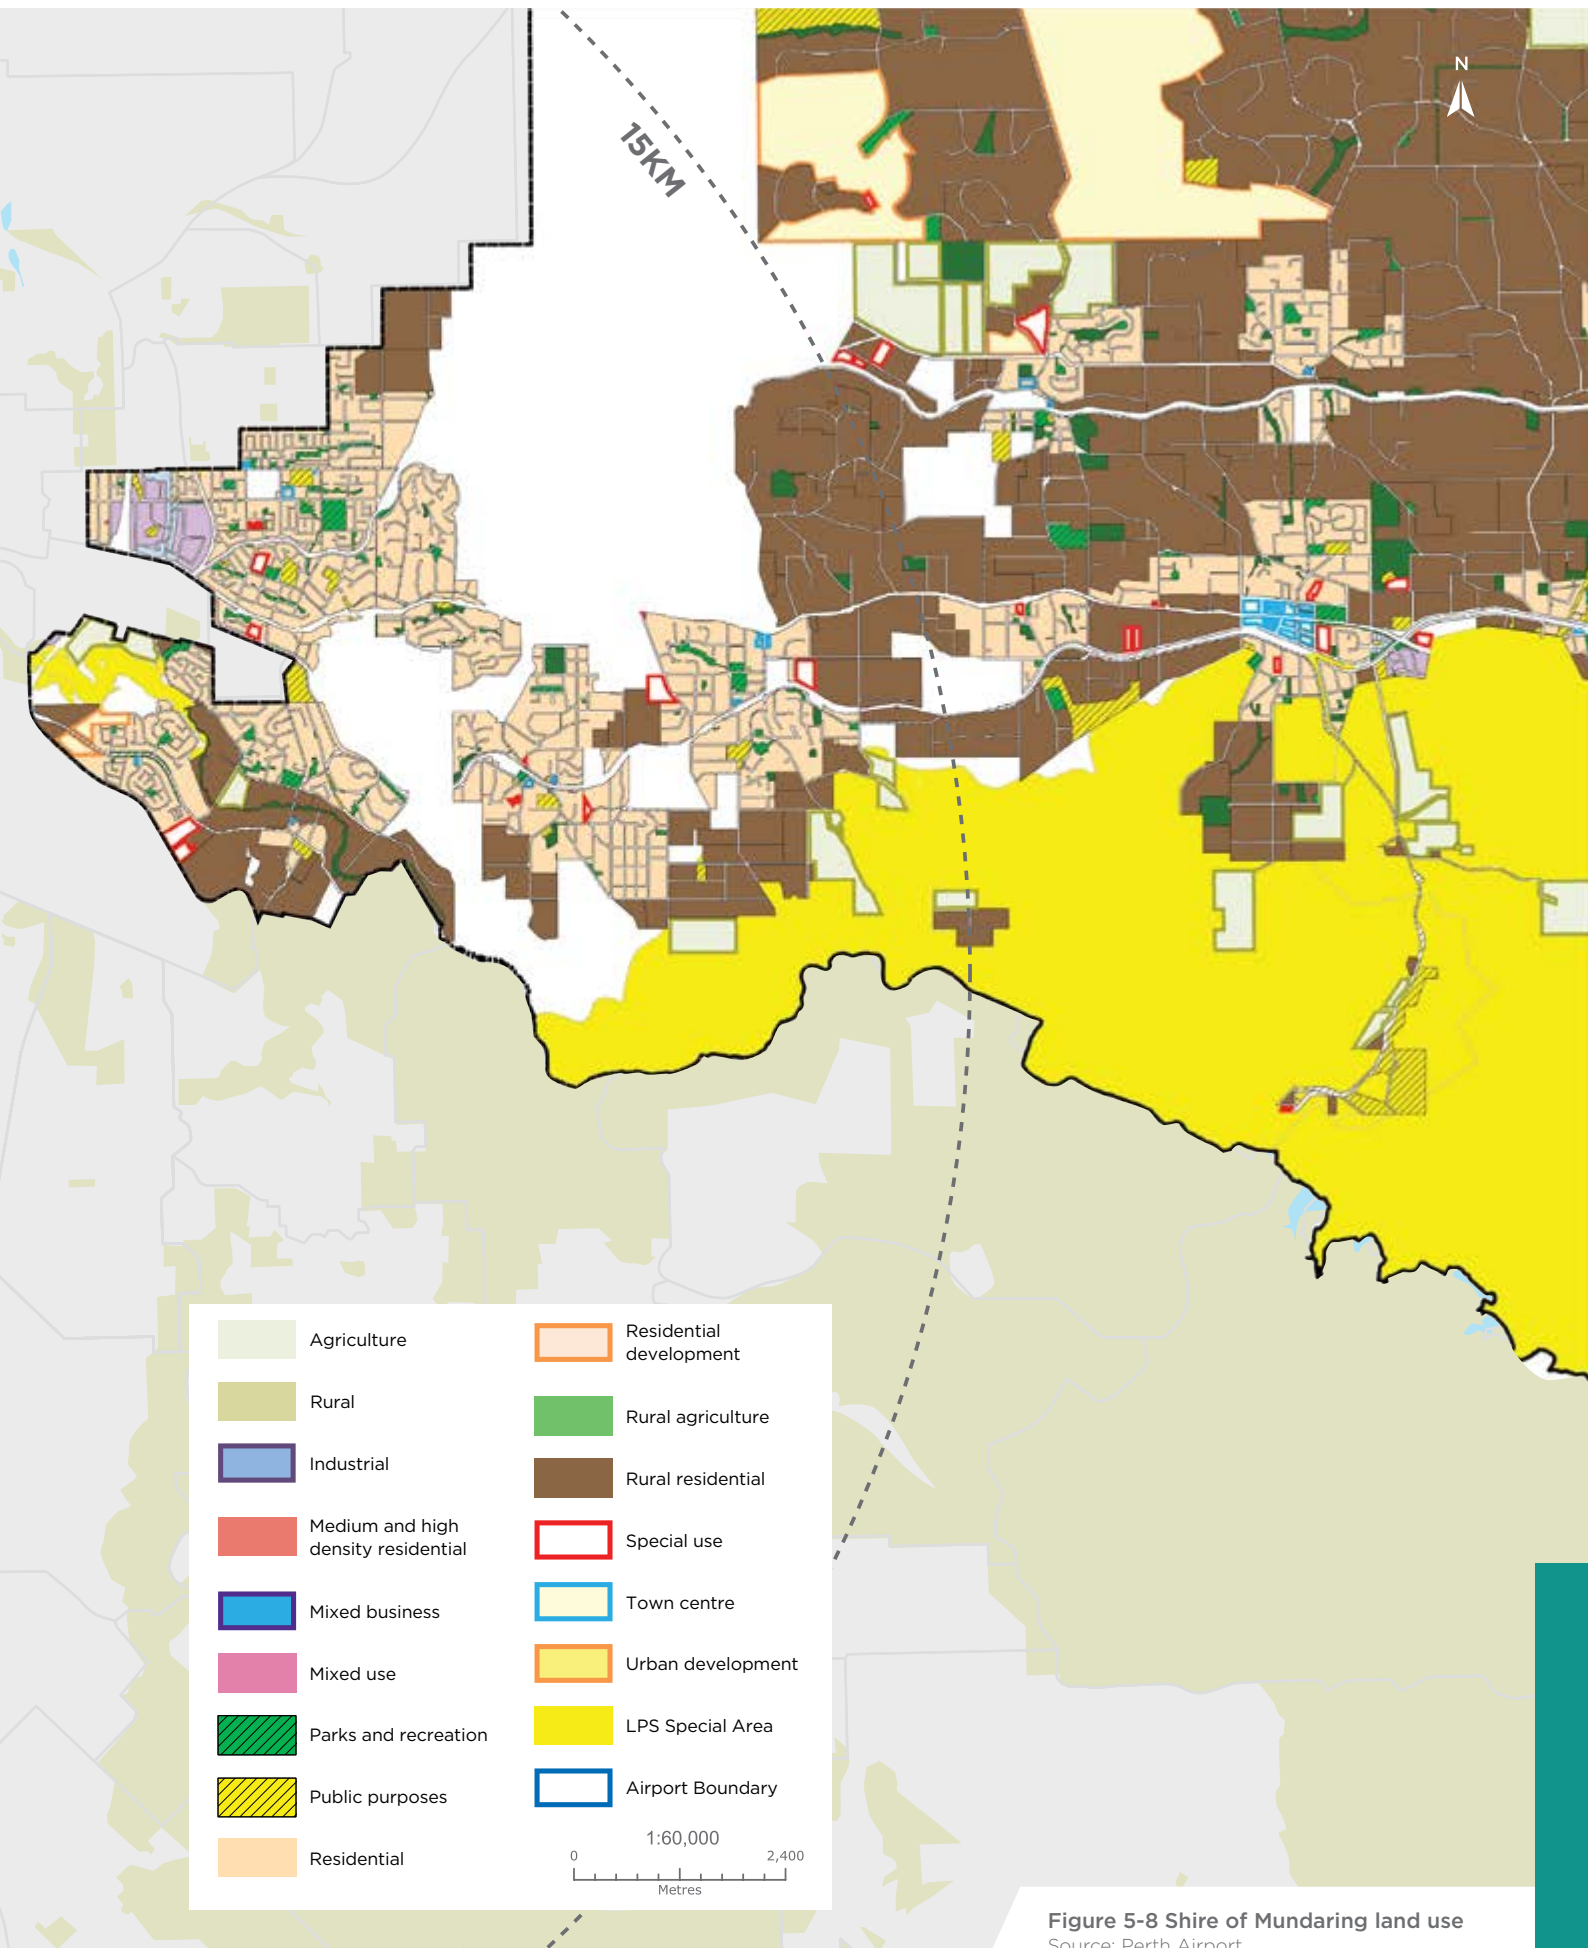 N
15KM
Agriculture
Rural
Industrial
Medium and high
density residential
Mixed business
Mixed use
Parks and recreation
Public purposes
Residential
Residential
development
Rural agriculture
Rural residential
Special use
Town centre
Urban development
LPS Special Area
Airport Boundary
1:60,000
0 2,400
Metres
Figure 5-8 Shire of Mundaring land use
Source: Perth Airport